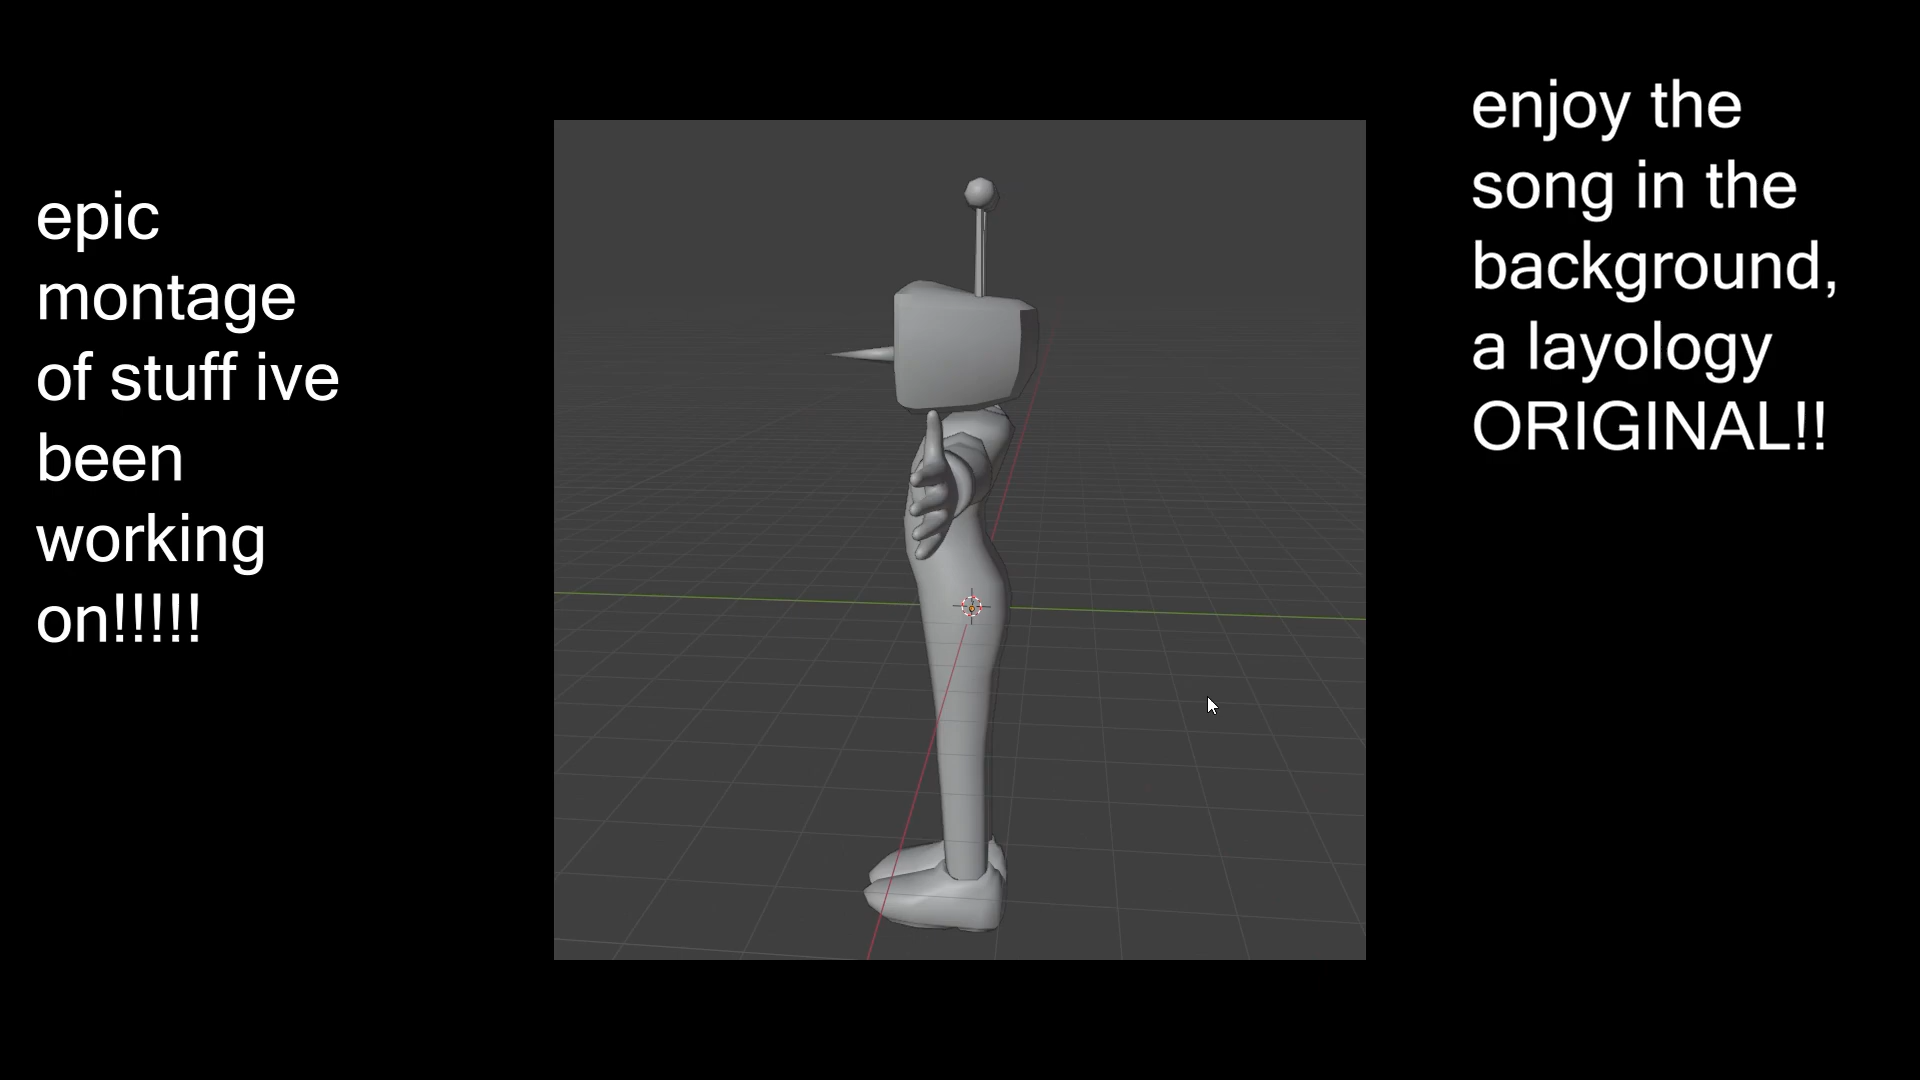 epic
montage
of stuff ive
been
working
on!!!!!
enjoy the
song in the
background,
a layology
ORIGINAL!!